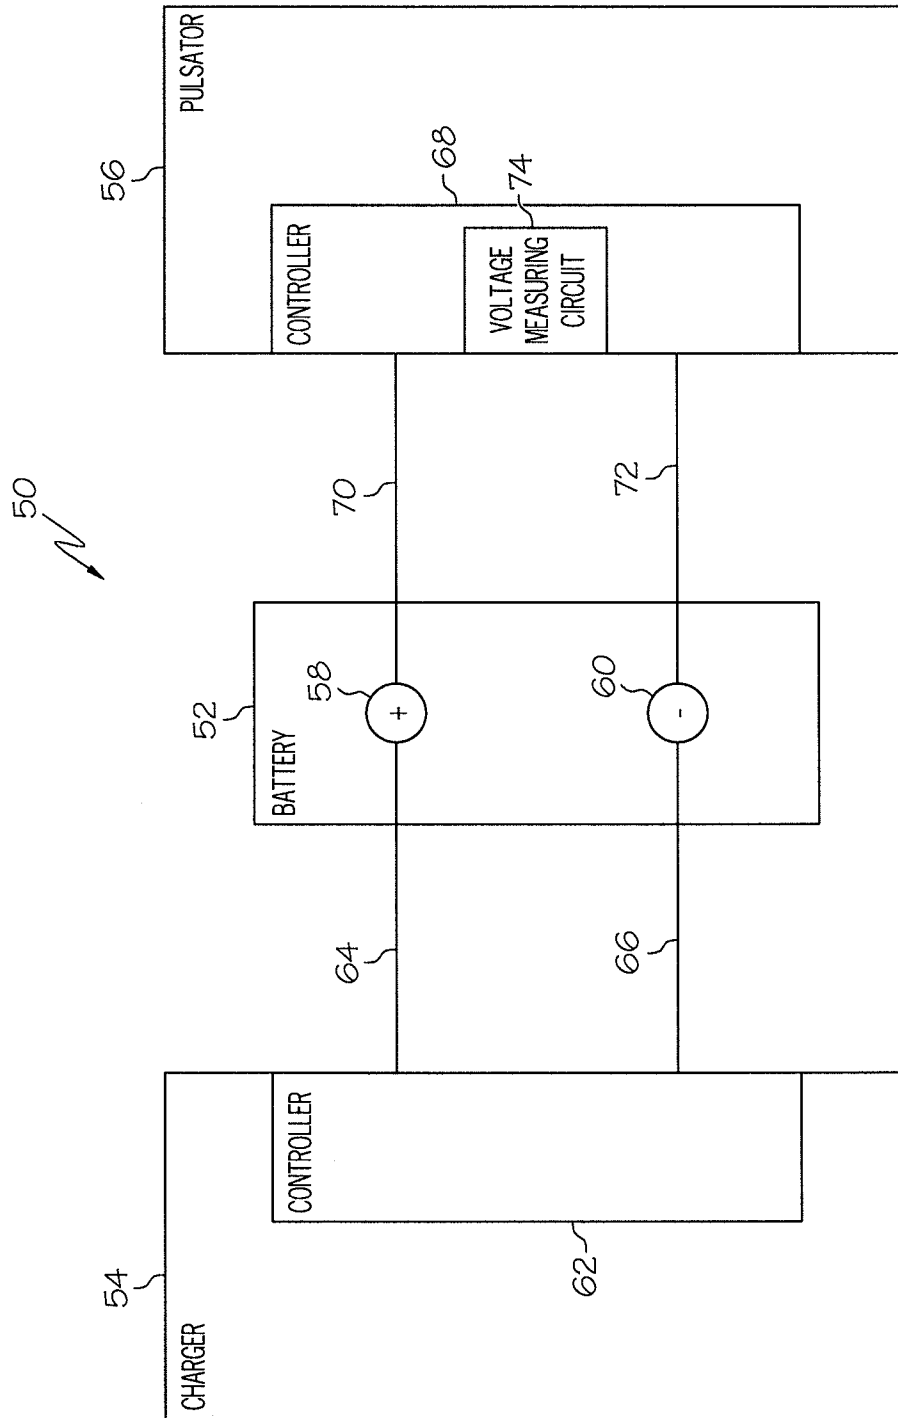 50
54
CHARGER
CONTROLLER
62
64
66
52
BATTERY
58
+
60
-
70
72
56
PULSATOR
CONTROLLER
68
VOLTAGE
MEASURING
CIRCUIT
74